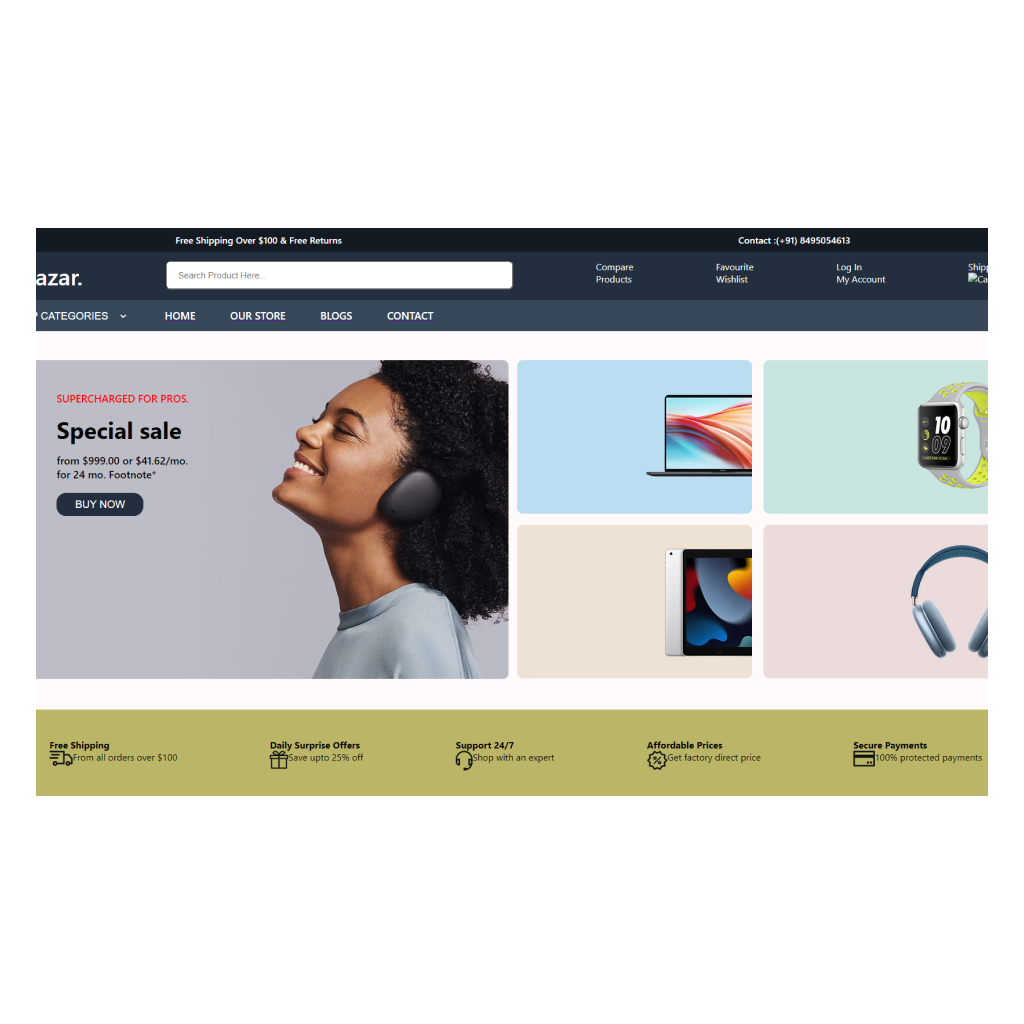 Free Shipping Over $100 & Free Returns
Contact :(+91) 8495054613
azar.
Search Product Here...
Compare
Products
Favourite
Wishlist
Log In
My Account
Shipp
Ca
CATEGORIES
HOME
OUR STORE
BLOGS
CONTACT
SUPERCHARGED FOR PROS.
Special sale
from $999.00 or $41.62/mo.
for 24 mo. Footnote*
BUY NOW
10
09
Free Shipping
From all orders over $100
Daily Surprise Offers
Save upto 25% off
Support 24/7
Shop with an expert
Affordable Prices
Get factory direct price
Secure Payments
100% protected payments